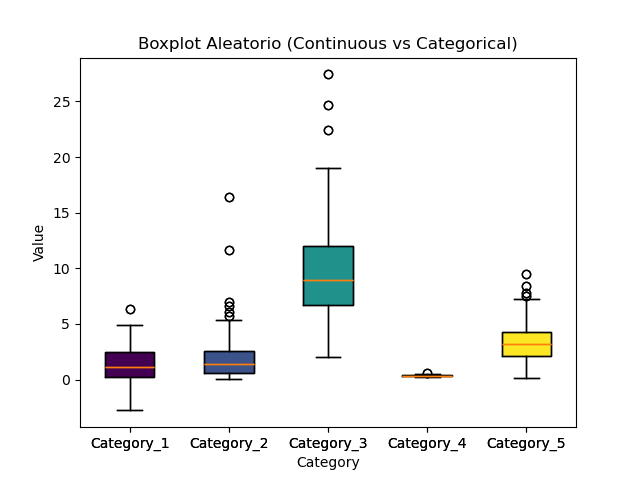 Boxplot Aleatorio (Continuous vs Categorical)
25
20
15
10
5
0
Value
Category_1 Category_2 Category_3 Category_4 Category_5
Category